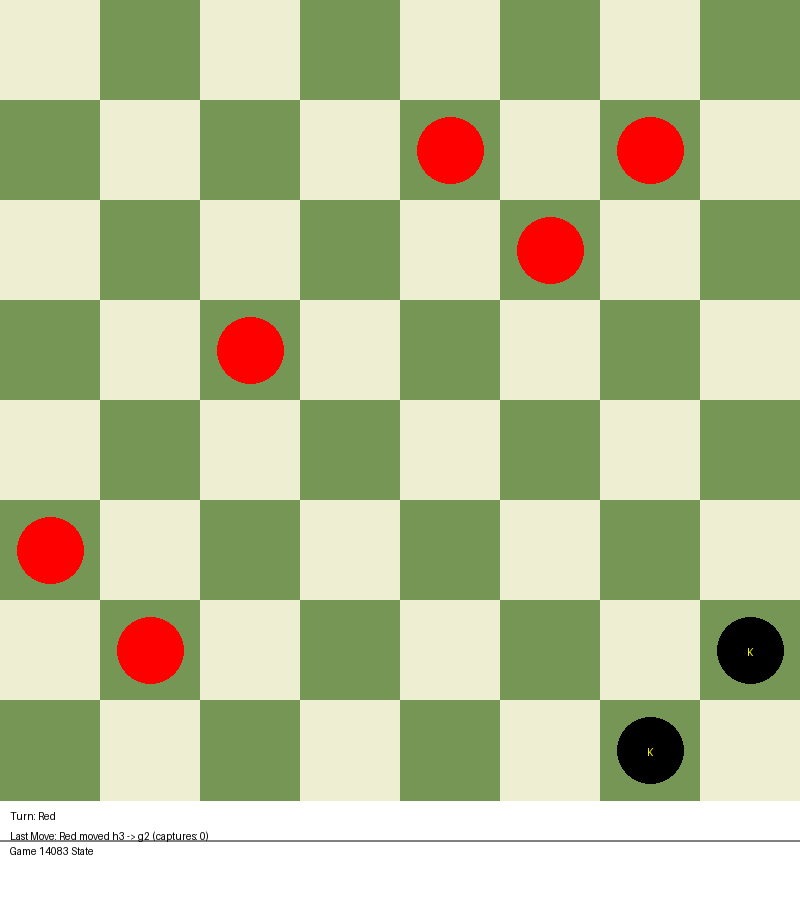 K
K
Turn: Red
Last Move: Red moved h3 -> g2 (captures: 0)
Game 14083 State